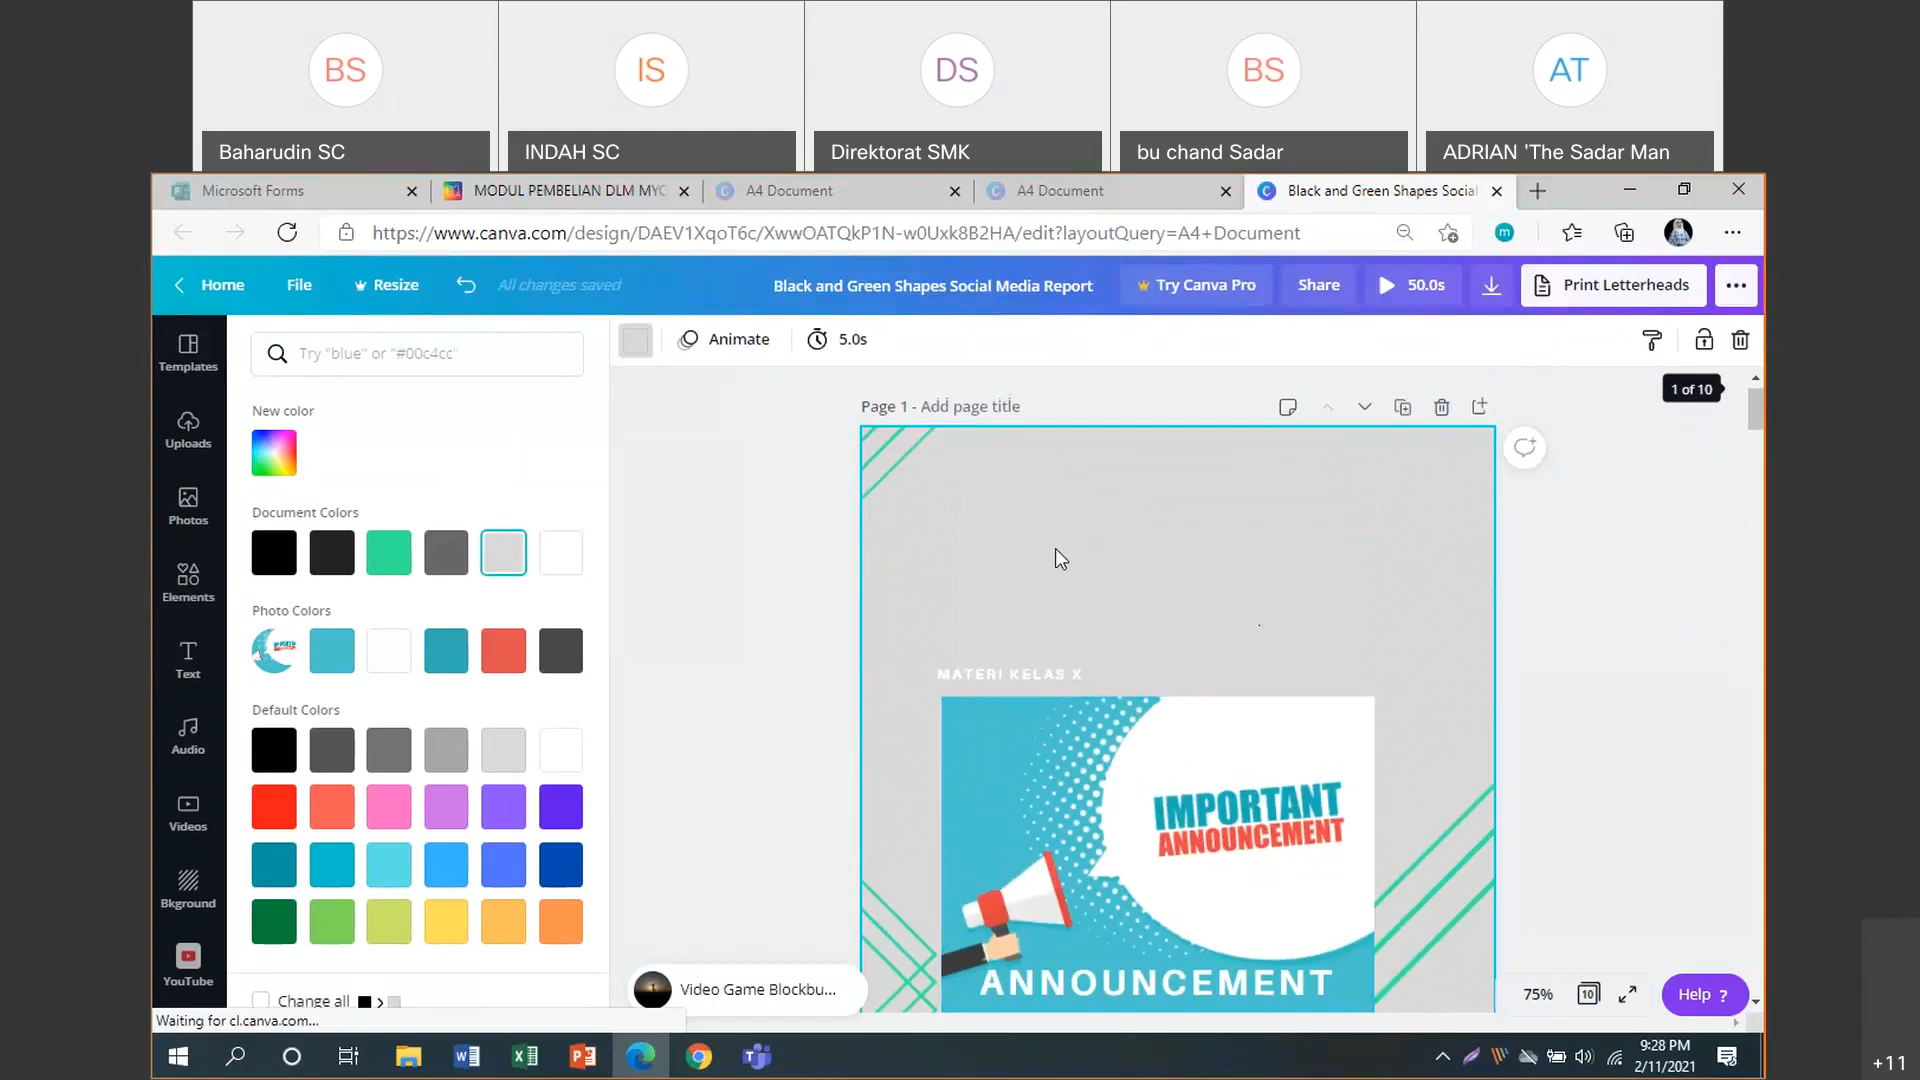 BS
IS
DS
BS
AT
Baharudin SC
INDAH SC
Direktorat SMK
bu chand Sadar
ADRIAN 'The Sadar Man
Microsoft Forms
MODUL PEMBELIAN DLM MYC
A4 Document
A4 Document
Black and Green Shapes Social
https://www.canva.com/design/DAEV1XqoT6c/XwwOATQkP1N-w0Uxk8B2HA/edit?layoutQuery=A4+Document
m
Home
File
Resize
All changes saved
Black and Green Shapes Social Media Report
Try Canva Pro
Share
50.0s
Print Letterheads
Templates
Uploads
Photos
Elements
Text
Audio
Videos
Bkground
YouTube
Try "blue" or "#00c4cc"
New color
Document Colors
Photo Colors
Default Colors
Change all
Animate
5.0s
1 of 10
Page 1 - Add page title
MATERI KELAS X
IMPORTANT
ANNOUNCEMENT
ANNOUNCEMENT
Video Game Blockbu...
75%
10
Help ?
Waiting for cl.canva.com...
9:28 PM
2/11/2021
+11